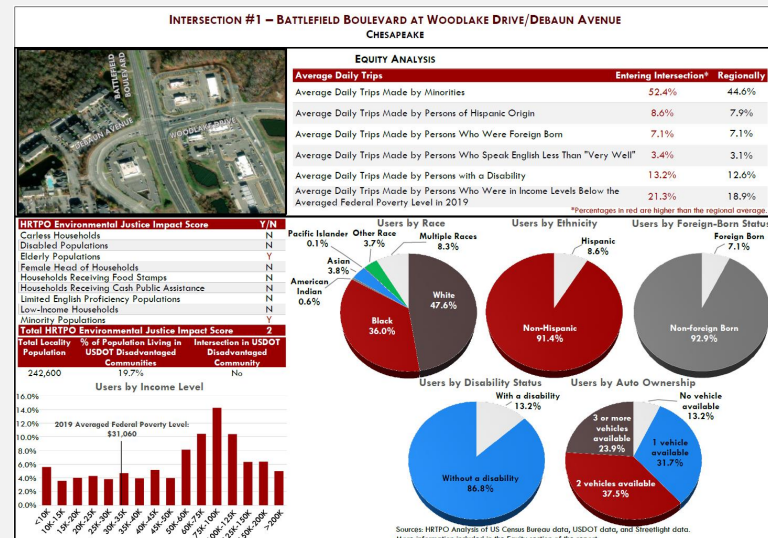 INTERSECTION #1 – BATTLEFIELD BOULEVARD AT WOODLAKE DRIVE/DEBAUN AVENUE
CHESAPEAKE
BATTLEFIELD
BOULEVARD
DEBAUN AVENUE
WOODLAKE DRIVE
EQUITY ANALYSIS
Average Daily Trips Entering Intersection* Regionally
Average Daily Trips Made by Minorities 52.4% 44.6%
Average Daily Trips Made by Persons of Hispanic Origin 8.6% 7.9%
Average Daily Trips Made by Persons Who Were Foreign Born 7.1% 7.1%
Average Daily Trips Made by Persons Who Speak English Less Than "Very Well" 3.4% 3.1%
Average Daily Trips Made by Persons with a Disability 13.2% 12.6%
Average Daily Trips Made by Persons Who Were in Income Levels Below the
Averaged Federal Poverty Level in 2019 21.3% 18.9%
*Percentages in red are higher than the regional average.
HRTPO Environmental Justice Impact Score Y/N
Carless Households N
Disabled Populations N
Elderly Populations Y
Female Head of Households N
Households Receiving Food Stamps N
Households Receiving Cash Public Assistance N
Limited English Proficiency Populations N
Low-Income Households N
Minority Populations Y
Total HRTPO Environmental Justice Impact Score 2
Total Locality
Population
% of Population Living in
USDOT Disadvantaged
Communities
Intersection in USDOT
Disadvantaged
Community
242,600 19.7% No
Users by Income Level
16.0%
14.0%
12.0%
10.0%
8.0%
6.0%
4.0%
2.0%
0.0%
2019 Averaged Federal Poverty Level:
$31,060
<10K
10K-15K
15K-20K
20K-25K
25K-30K
30K-35K
35K-40K
40K-45K
45K-50K
50K-60K
60K-75K
75K-100K
00K-125K
25K-150K
50K-200K
>200K
Users by Race
Pacific Islander
0.1%
Other Race
3.7%
Multiple Races
8.3%
Asian
3.8%
American
Indian
0.6%
White
47.6%
Black
36.0%
Users by Ethnicity
Hispanic
8.6%
Non-Hispanic
91.4%
Users by Foreign-Born Status
Foreign Born
7.1%
Non-foreign Born
92.9%
Users by Disability Status
With a disability
13.2%
Without a disability
86.8%
Users by Auto Ownership
No vehicle
available
13.2%
3 or more
vehicles
available
23.9%
1 vehicle
available
31.7%
2 vehicles available
37.5%
Sources: HRTPO Analysis of US Census Bureau data, USDOT data, and Streetlight data.